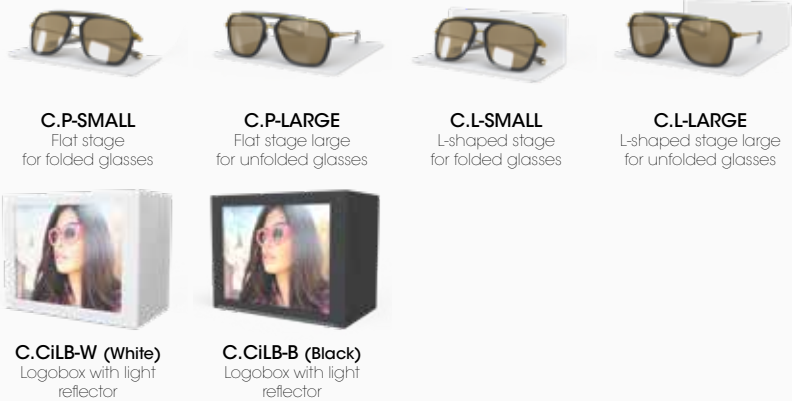 C.P-SMALL
Flat stage
for folded glasses
C.P-LARGE
Flat stage large
for unfolded glasses
C.L-SMALL
L-shaped stage
for folded glasses
C.L-LARGE
L-shaped stage large
for unfolded glasses
C.CiLB-W (White)
Logobox with light
reflector
C.CiLB-B (Black)
Logobox with light
reflector